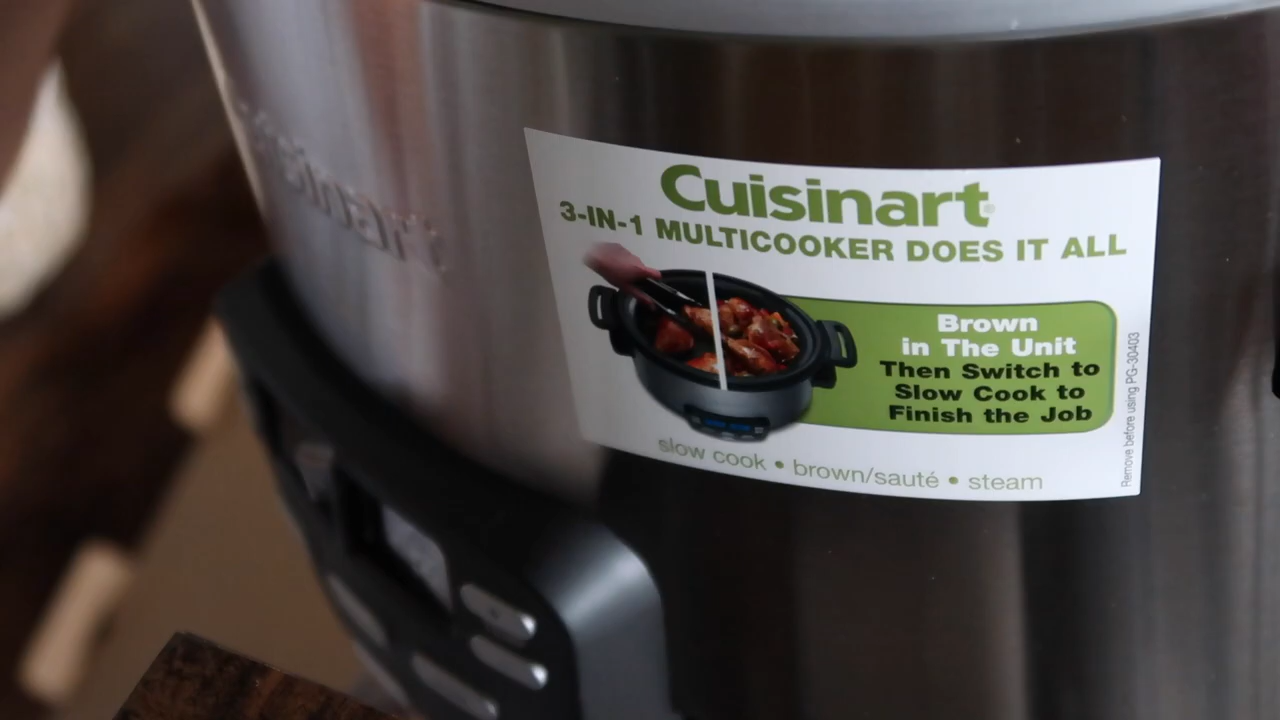 Cuisinart
Cuisinart®
3-IN-1 MULTICOOKER DOES IT ALL
Brown
in The Unit
Then Switch to
Slow Cook to
Finish the Job
slow cook • brown/sauté • steam
Remove before using PG-30403